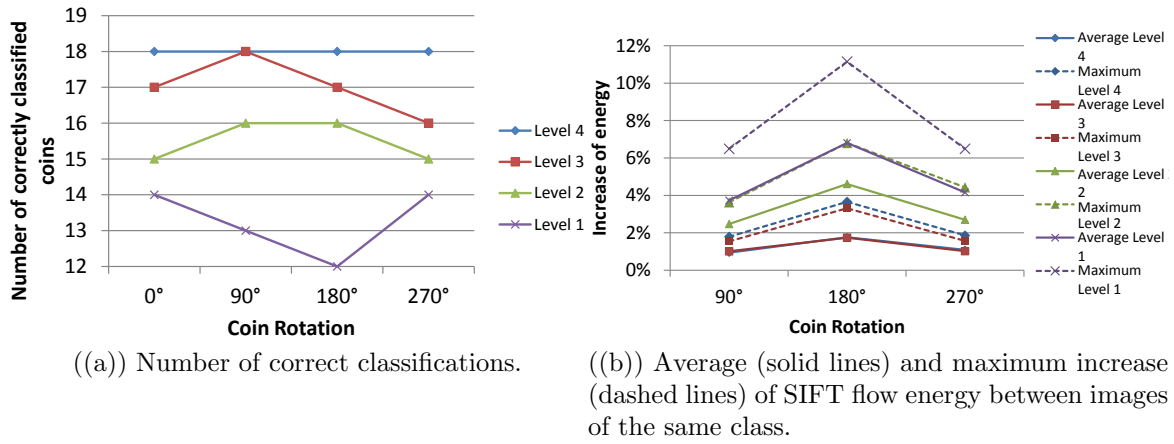 19
18
17
16
15
14
13
12
Number of correctly classified
coins
0°
90°
180°
270°
Coin Rotation
Level 4
Level 3
Level 2
Level 1
((a)) Number of correct classifications.
12%
10%
8%
6%
4%
2%
0%
Increase of energy
90°
180°
270°
Coin Rotation
Average Level
4
Maximum
Level 4
Average Level
3
Maximum
Level 3
Average Level
2
Maximum
Level 2
Average Level
1
Maximum
Level 1
((b)) Average (solid lines) and maximum increase
(dashed lines) of SIFT flow energy between images
of the same class.